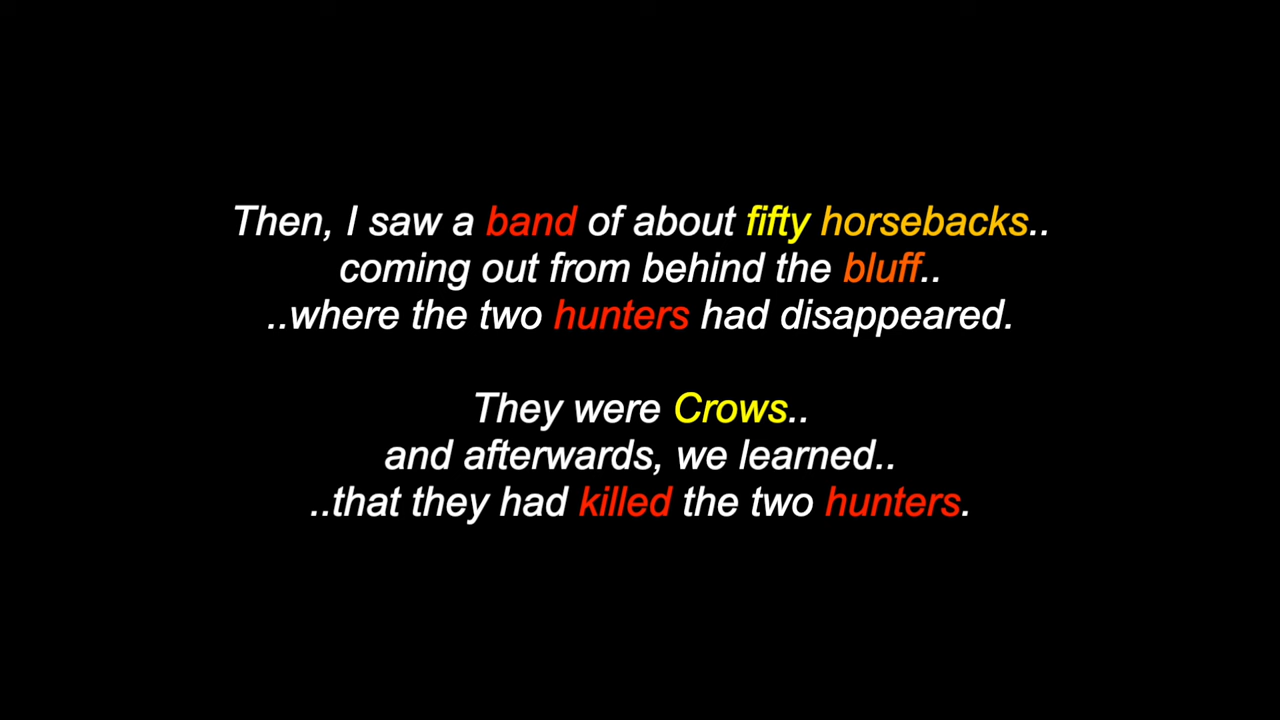 Then, I saw a band of about fifty horsebacks..
coming out from behind the bluff..
..where the two hunters had disappeared.
They were Crows..
and afterwards, we learned..
..that they had killed the two hunters.